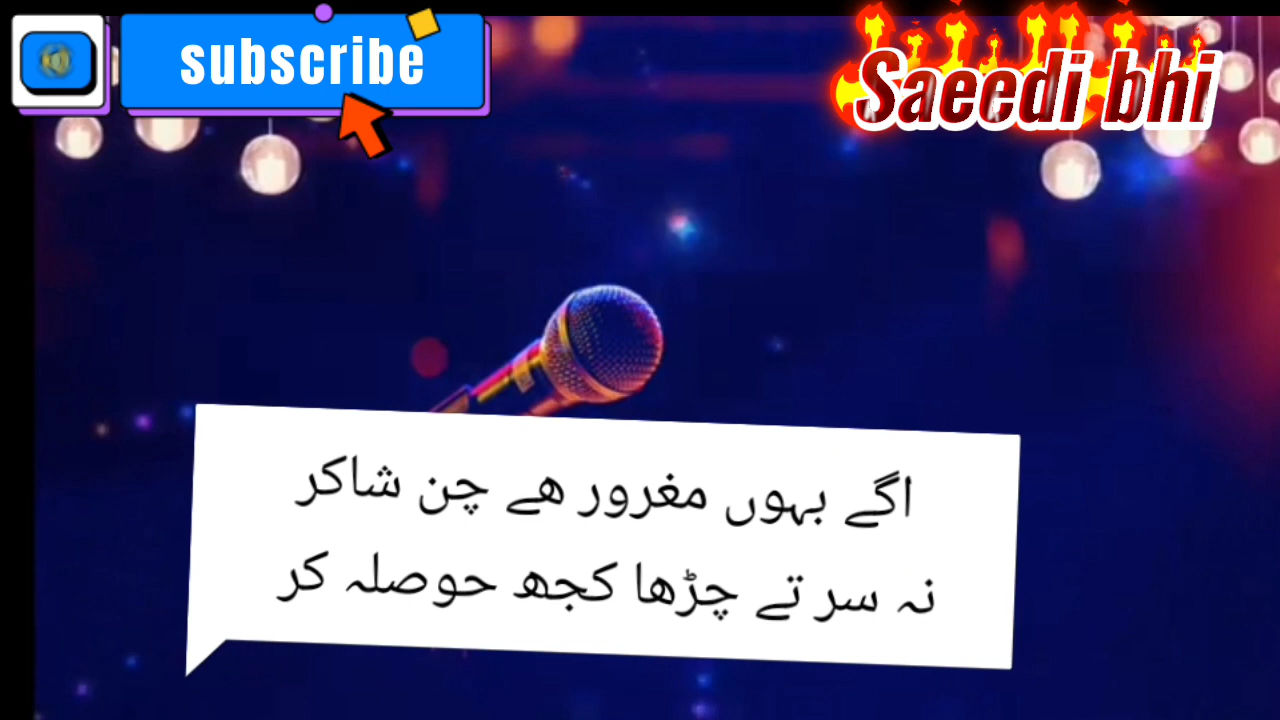 subscribe
Saeedi bhi
اگے بہوں مغرور ھے چن شاکر
نہ سر تے چڑھا کجھ حوصلہ کر